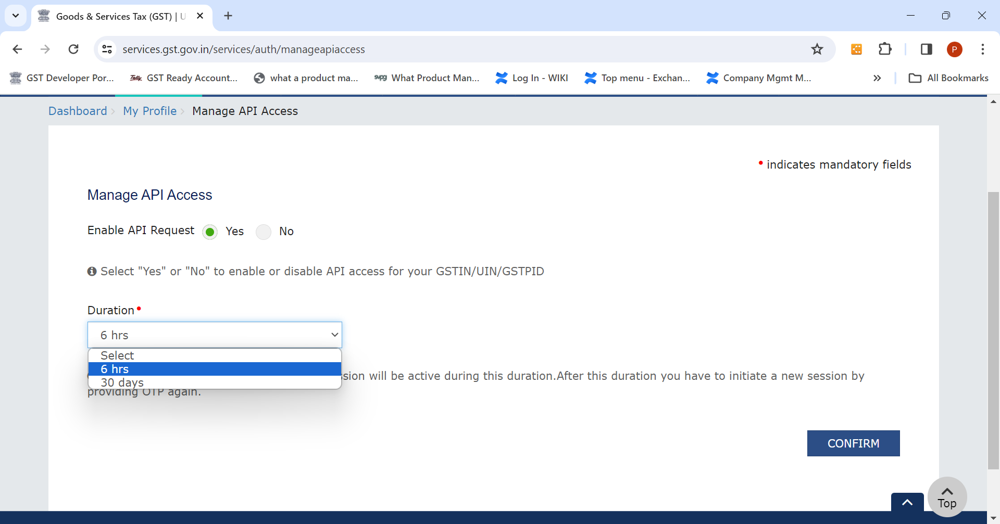 Goods & Services Tax (GST) | U
services.gst.gov.in/services/auth/manageapiaccess
P
GST Developer Por...
Tally GST Ready Account...
what a product ma...
svpg What Product Man...
Log In - WIKI
Top menu - Exchan...
Company Mgmt M...
All Bookmarks
Dashboard My Profile Manage API Access
• indicates mandatory fields
Manage API Access
Enable API Request Yes No
Select "Yes" or "No" to enable or disable API access for your GSTIN/UIN/GSTPID
Duration•
6 hrs
Select
6 hrs
30 days
sion will be active during this duration.After this duration you have to initiate a new session by
providing OTP again.
CONFIRM
Top